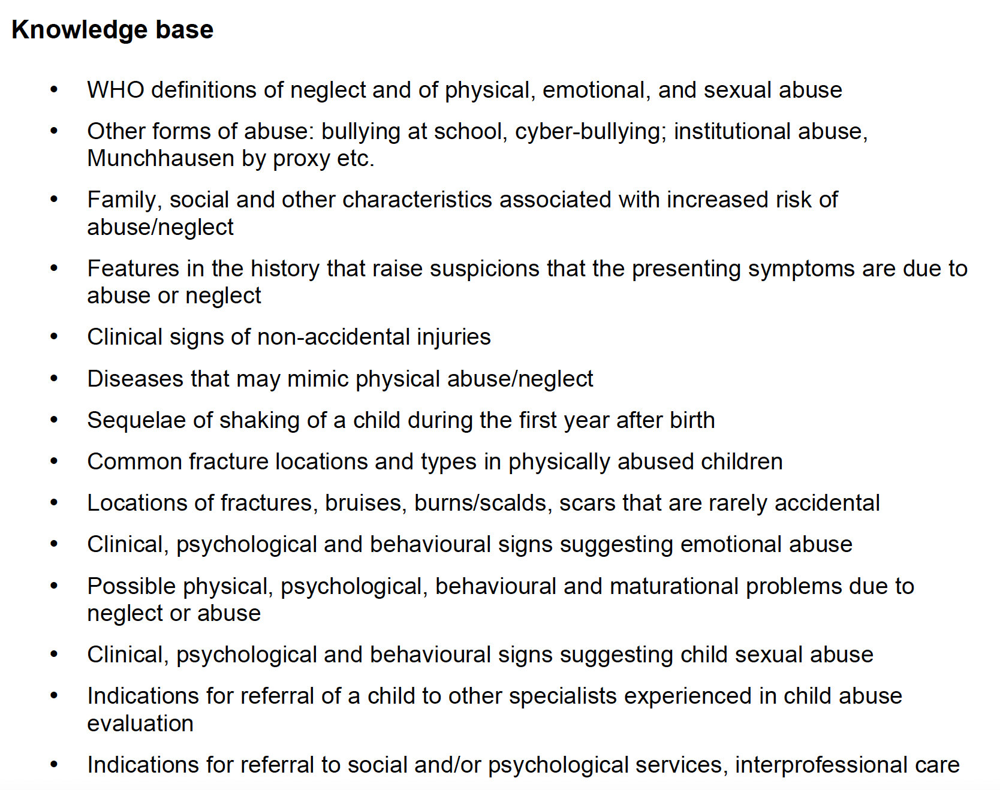 Knowledge base
• WHO definitions of neglect and of physical, emotional, and sexual abuse
• Other forms of abuse: bullying at school, cyber-bullying; institutional abuse,
Munchhausen by proxy etc.
• Family, social and other characteristics associated with increased risk of
abuse/neglect
• Features in the history that raise suspicions that the presenting symptoms are due to
abuse or neglect
• Clinical signs of non-accidental injuries
• Diseases that may mimic physical abuse/neglect
• Sequelae of shaking of a child during the first year after birth
• Common fracture locations and types in physically abused children
• Locations of fractures, bruises, burns/scalds, scars that are rarely accidental
• Clinical, psychological and behavioural signs suggesting emotional abuse
• Possible physical, psychological, behavioural and maturational problems due to
neglect or abuse
• Clinical, psychological and behavioural signs suggesting child sexual abuse
• Indications for referral of a child to other specialists experienced in child abuse
evaluation
• Indications for referral to social and/or psychological services, interprofessional care